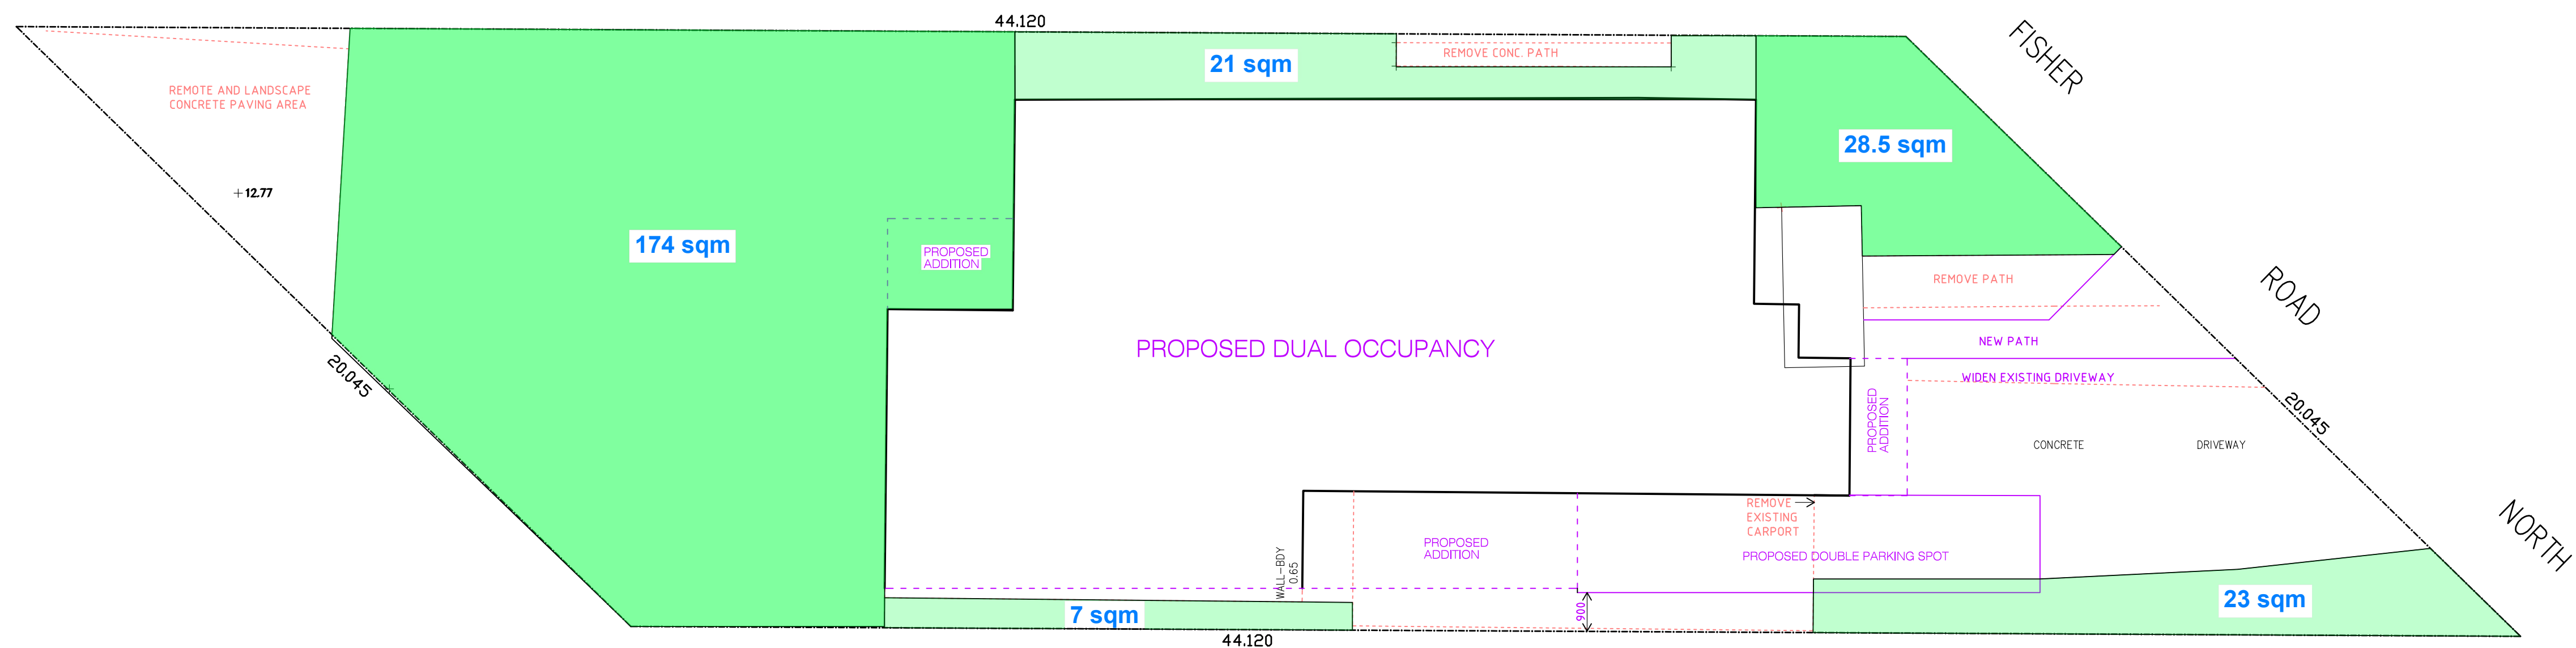 44.120
FISHER
REMOVE CONC. PATH
21 sqm
REMOTE AND LANDSCAPE
CONCRETE PAVING AREA
28.5 sqm
+12.77
174 sqm
PROPOSED
ADDITION
REMOVE PATH
ROAD
NEW PATH
PROPOSED DUAL OCCUPANCY
20.045
WIDEN EXISTING DRIVEWAY
PROPOSED
ADDITION
20.045
CONCRETE
DRIVEWAY
REMOVE
EXISTING
CARPORT
NORTH
PROPOSED
ADDITION
PROPOSED DOUBLE PARKING SPOT
WALL-BDY
0.65
900
23 sqm
7 sqm
44.120